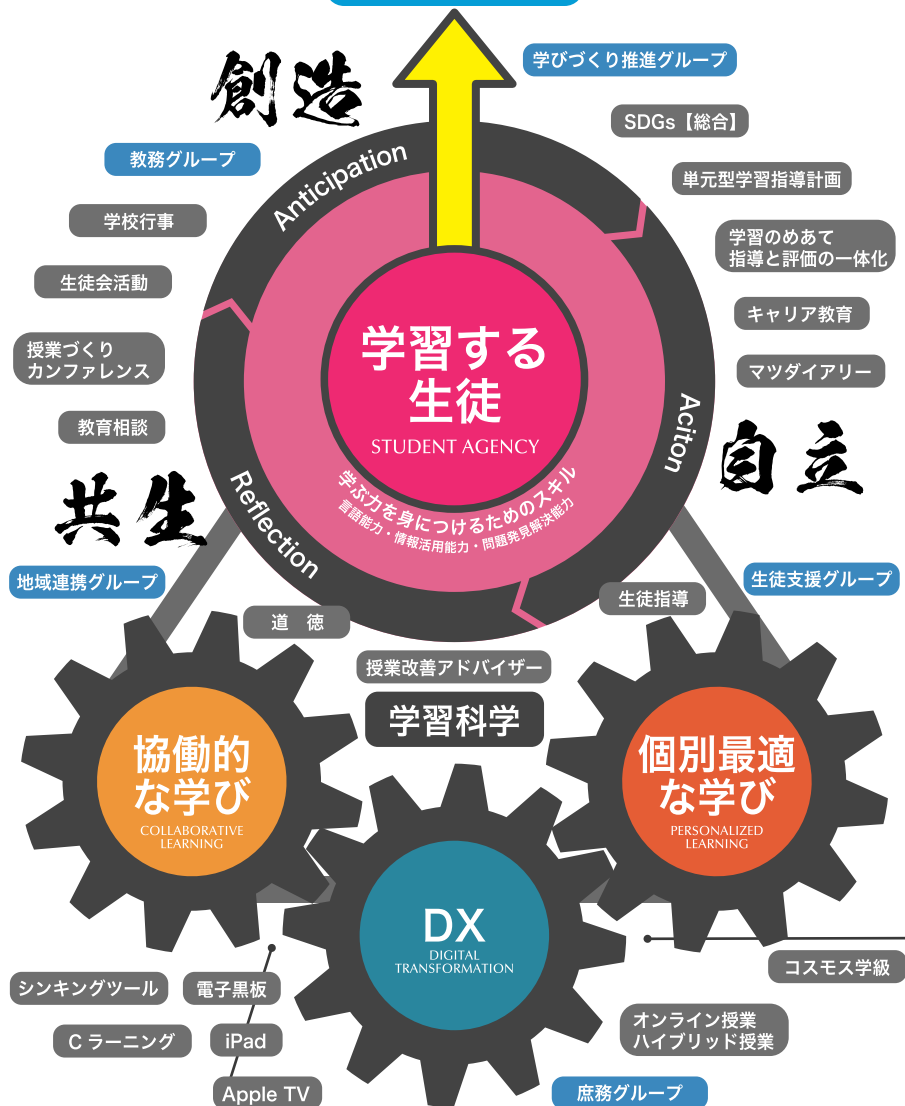 創造
学びづくり推進グループ
SDGs【総合】
教務グループ
Anticipation
単元型学習指導計画
学校行事
学習のめあて
指導と評価の一体化
生徒会活動
キャリア教育
授業づくり
カンファレンス
学習する
生徒
STUDENT AGENCY
マツダイアリー
教育相談
Aciton
自立
共生
Reflection
学ぶ力を身につけるためのスキル
言語能力・情報活用能力・問題発見解決能力
地域連携グループ
生徒支援グループ
道　徳
生徒指導
授業改善アドバイザー
学習科学
協働的
な学び
COLLABORATIVE
LEARNING
個別最適
な学び
PERSONALIZED
LEARNING
DX
DIGITAL
TRANSFORMATION
コスモス学級
シンキングツール
電子黒板
C ラーニング
iPad
オンライン授業
ハイブリッド授業
Apple TV
庶務グループ